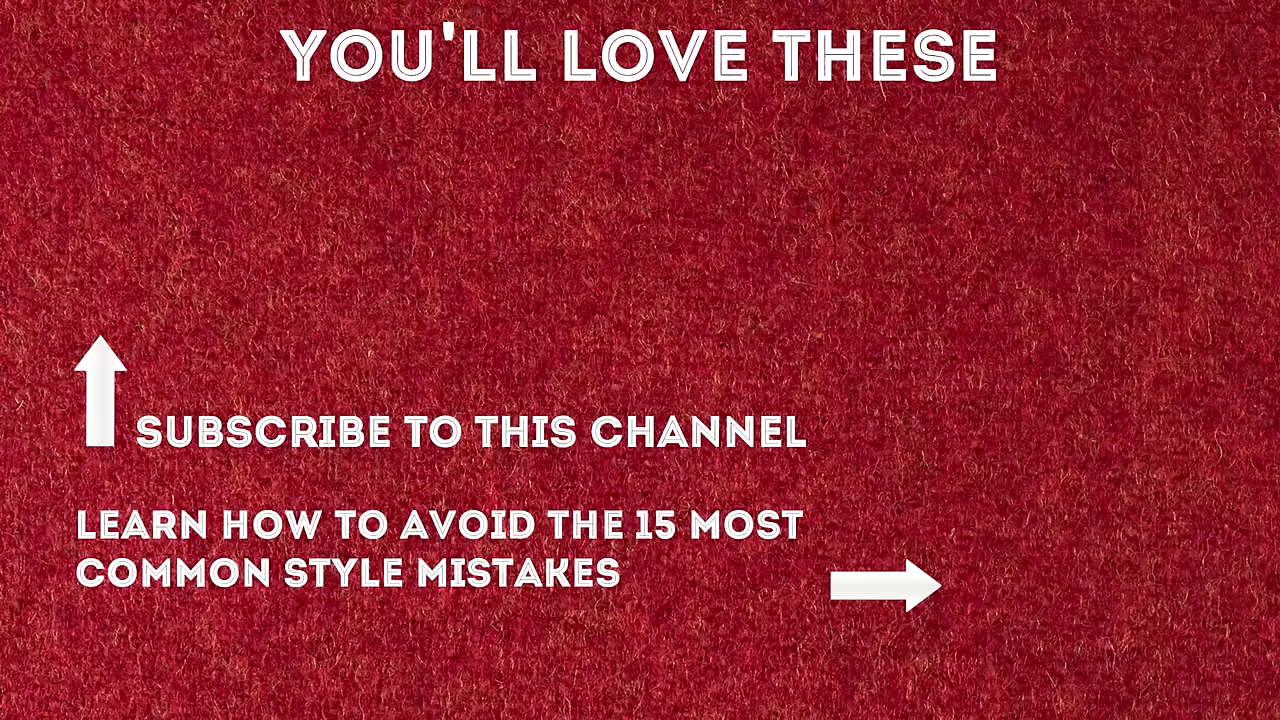 YOU'LL LOVE THESE
SUBSCRIBE TO THIS CHANNEL
LEARN HOW TO AVOID THE 15 MOST
COMMON STYLE MISTAKES